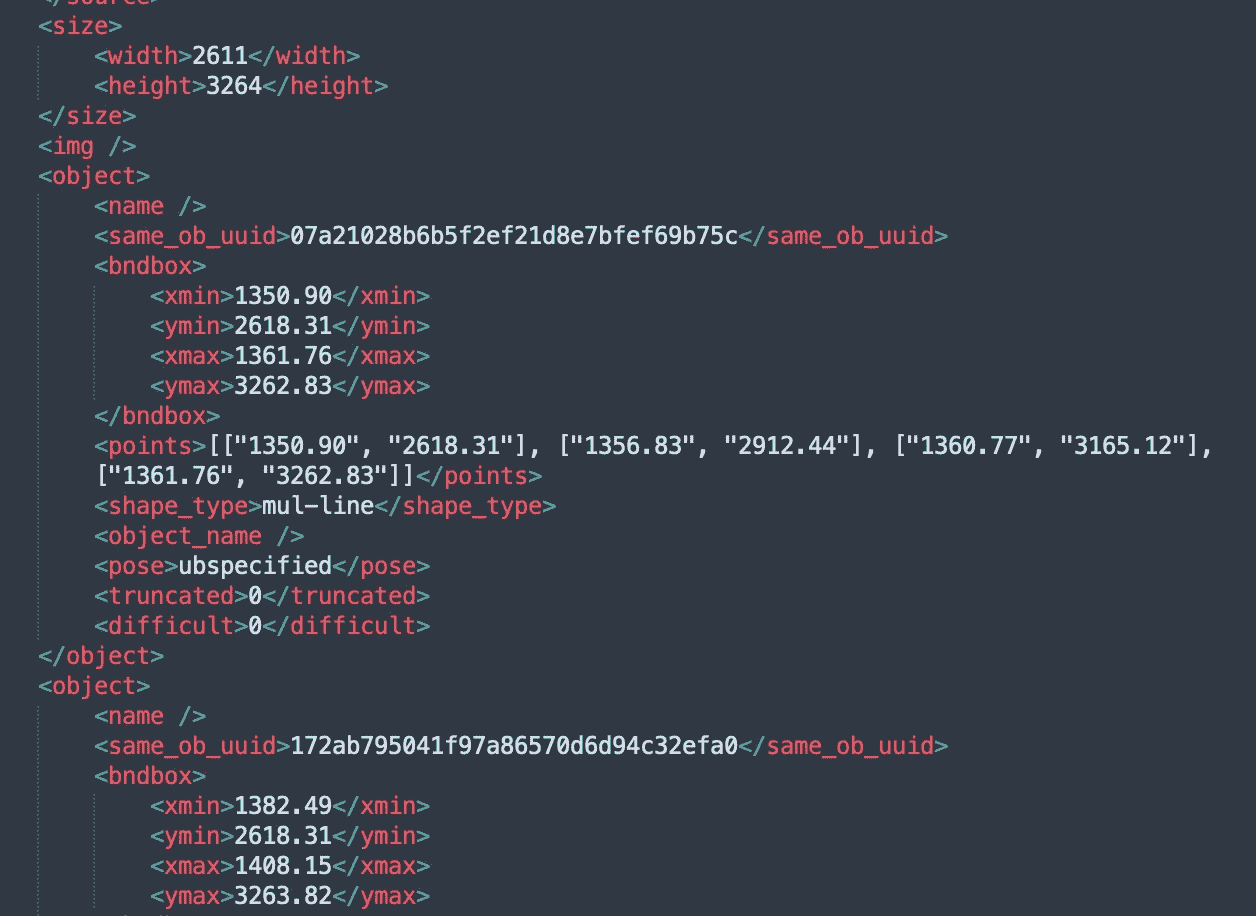 </source>
<size>
<width>2611</width>
<height>3264</height>
</size>
<img />
<object>
<name />
<same_ob_uuid>07a21028b6b5f2ef21d8e7bfef69b75c</same_ob_uuid>
<bndbox>
<xmin>1350.90</xmin>
<ymin>2618.31</ymin>
<xmax>1361.76</xmax>
<ymax>3262.83</ymax>
</bndbox>
<points>[["1350.90", "2618.31"], ["1356.83", "2912.44"], ["1360.77", "3165.12"],
["1361.76", "3262.83"]]</points>
<shape_type>mul-line</shape_type>
<object_name />
<pose>ubspecified</pose>
<truncated>0</truncated>
<difficult>0</difficult>
</object>
<object>
<name />
<same_ob_uuid>172ab795041f97a86570d6d94c32efa0</same_ob_uuid>
<bndbox>
<xmin>1382.49</xmin>
<ymin>2618.31</ymin>
<xmax>1408.15</xmax>
<ymax>3263.82</ymax>